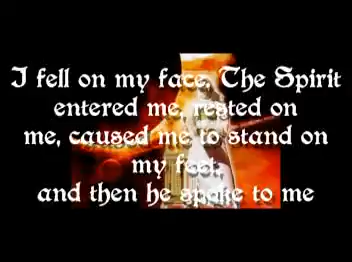 I fell on my face, The Spirit
entered me, rested on
me, caused me to stand on
my feet,
and then he spoke to me